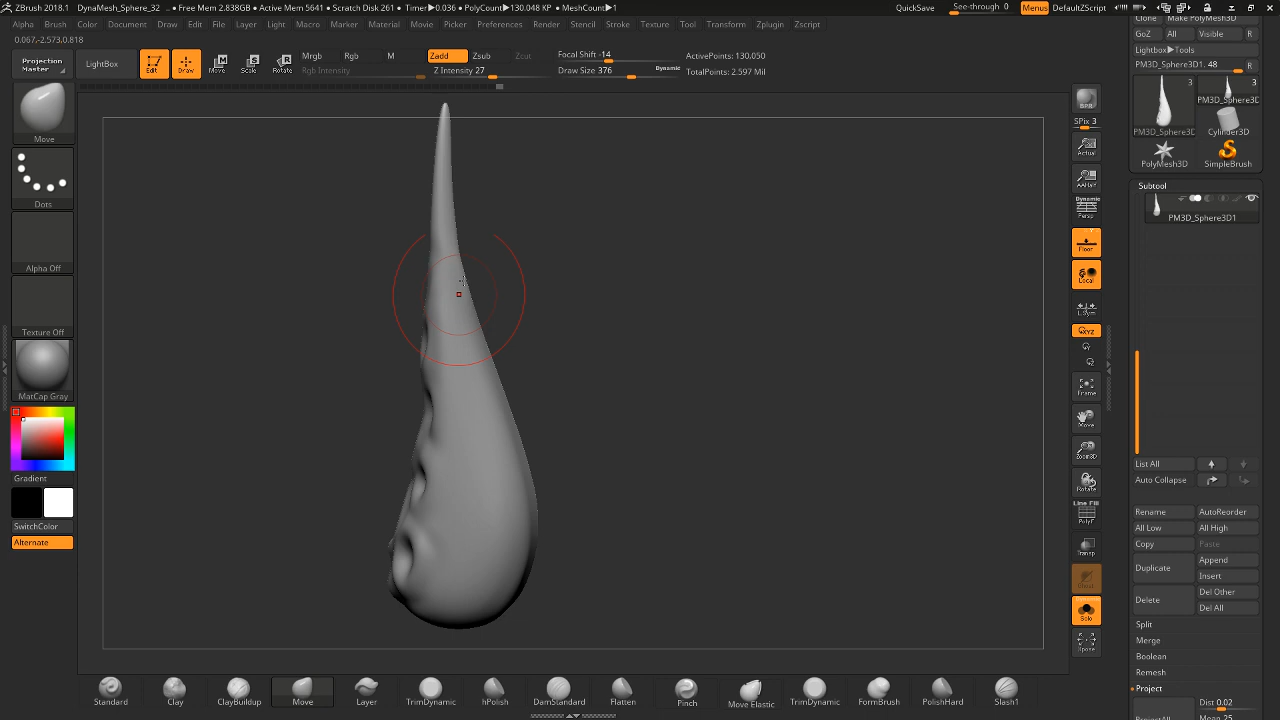 ZBrush 2018.1 DynaMesh_Sphere_32 • Free Mem 2.838GB • Active Mem 5641 • Scratch Disk 261 • Timer▶0.036 • PolyCount▶130.048 KP • MeshCount▶1 QuickSave See-through 0 Menus DefaultZScript
Alpha Brush Color Document Draw Edit File Layer Light Macro Marker Material Movie Picker Preferences Render Stencil Stroke Texture Tool Transform Zplugin Zscript
0.067,-2.573,0.818
Projection Master
LightBox
Edit
Draw
Move
Scale
Rotate
Mrgb Rgb M
Rgb Intensity
Zadd Zsub Zcut
Z Intensity 27
Focal Shift -14
Draw Size 376
Dynamic
ActivePoints: 130,050
TotalPoints: 2.597 Mil
Move
Dots
Alpha Off
Texture Off
MatCap Gray
Gradient
SwitchColor
Alternate
BPR
SPix 3
Actual
AAHalf
Dynamic
Persp
Floor
Local
L.Sym
XYZ
Frame
Move
Zoom3D
Rotate
Line Fill
PolyF
Transp
Solo
Xpose
Clone Make PolyMesh3D
GoZ All Visible R
Lightbox▶Tools
PM3D_Sphere3D1. 48 R
3
3
PM3D_Sphere3D
PM3D_Sphere3D
Cylinder3D
PolyMesh3D
SimpleBrush
Subtool
PM3D_Sphere3D1
List All
Auto Collapse
Rename AutoReorder
All Low All High
Copy Paste
Duplicate Append
Insert
Delete Del Other
Del All
Split
Merge
Boolean
Remesh
Project
Dist 0.02
ProjectAll Mean 25
Standard Clay ClayBuildup Move Layer TrimDynamic hPolish DamStandard Flatten Pinch Move Elastic TrimDynamic FormBrush PolishHard Slash1